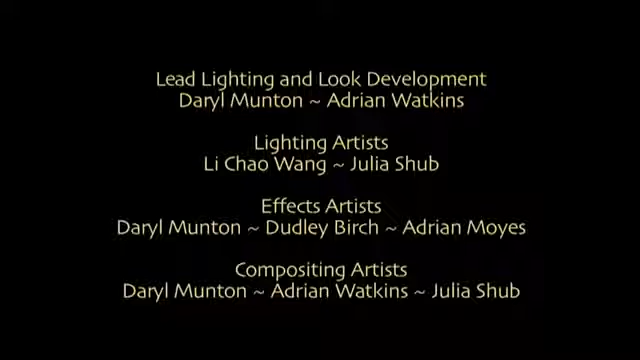 Lead Lighting and Look Development
Daryl Munton ~ Adrian Watkins
Lighting Artists
Li Chao Wang ~ Julia Shub
Effects Artists
Daryl Munton ~ Dudley Birch ~ Adrian Moyes
Compositing Artists
Daryl Munton ~ Adrian Watkins ~ Julia Shub